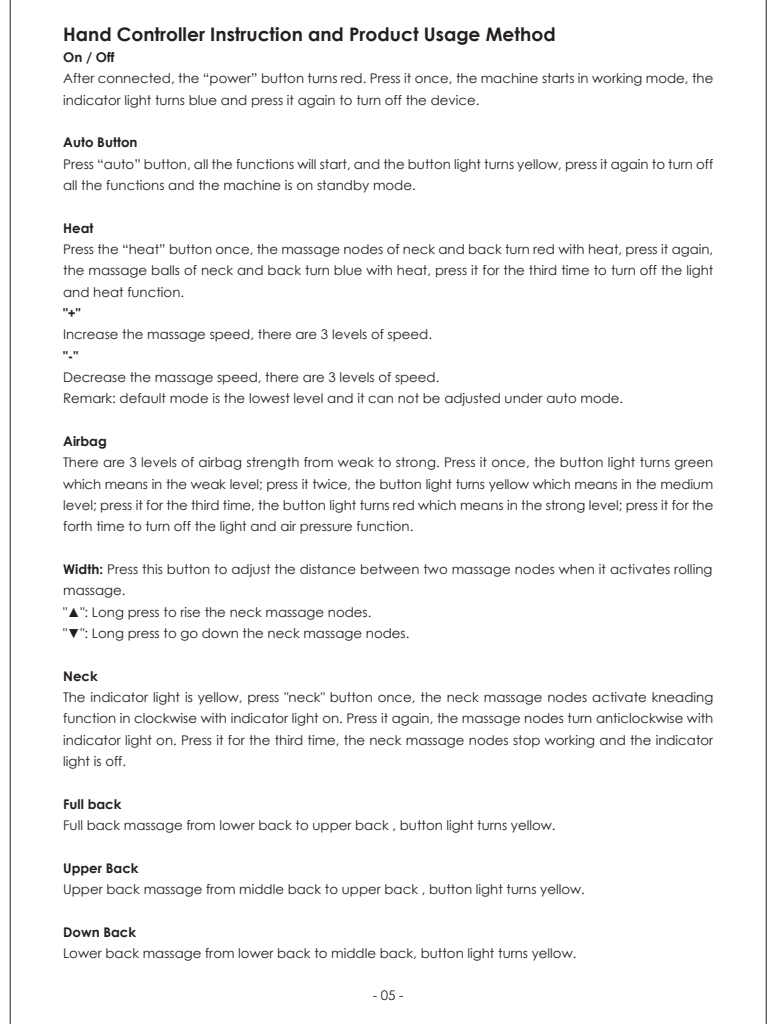 Hand Controller Instruction and Product Usage Method
On / Off
After connected, the “power” button turns red. Press it once, the machine starts in working mode, the
indicator light turns blue and press it again to turn off the device.
Auto Button
Press “auto” button, all the functions will start, and the button light turns yellow, press it again to turn off
all the functions and the machine is on standby mode.
Heat
Press the “heat” button once, the massage nodes of neck and back turn red with heat, press it again,
the massage balls of neck and back turn blue with heat, press it for the third time to turn off the light
and heat function.
"+"
Increase the massage speed, there are 3 levels of speed.
"-"
Decrease the massage speed, there are 3 levels of speed.
Remark: default mode is the lowest level and it can not be adjusted under auto mode.
Airbag
There are 3 levels of airbag strength from weak to strong. Press it once, the button light turns green
which means in the weak level; press it twice, the button light turns yellow which means in the medium
level; press it for the third time, the button light turns red which means in the strong level; press it for the
forth time to turn off the light and air pressure function.
Width: Press this button to adjust the distance between two massage nodes when it activates rolling
massage.
"▲": Long press to rise the neck massage nodes.
"▼": Long press to go down the neck massage nodes.
Neck
The indicator light is yellow, press "neck" button once, the neck massage nodes activate kneading
function in clockwise with indicator light on. Press it again, the massage nodes turn anticlockwise with
indicator light on. Press it for the third time, the neck massage nodes stop working and the indicator
light is off.
Full back
Full back massage from lower back to upper back , button light turns yellow.
Upper Back
Upper back massage from middle back to upper back , button light turns yellow.
Down Back
Lower back massage from lower back to middle back, button light turns yellow.
- 05 -